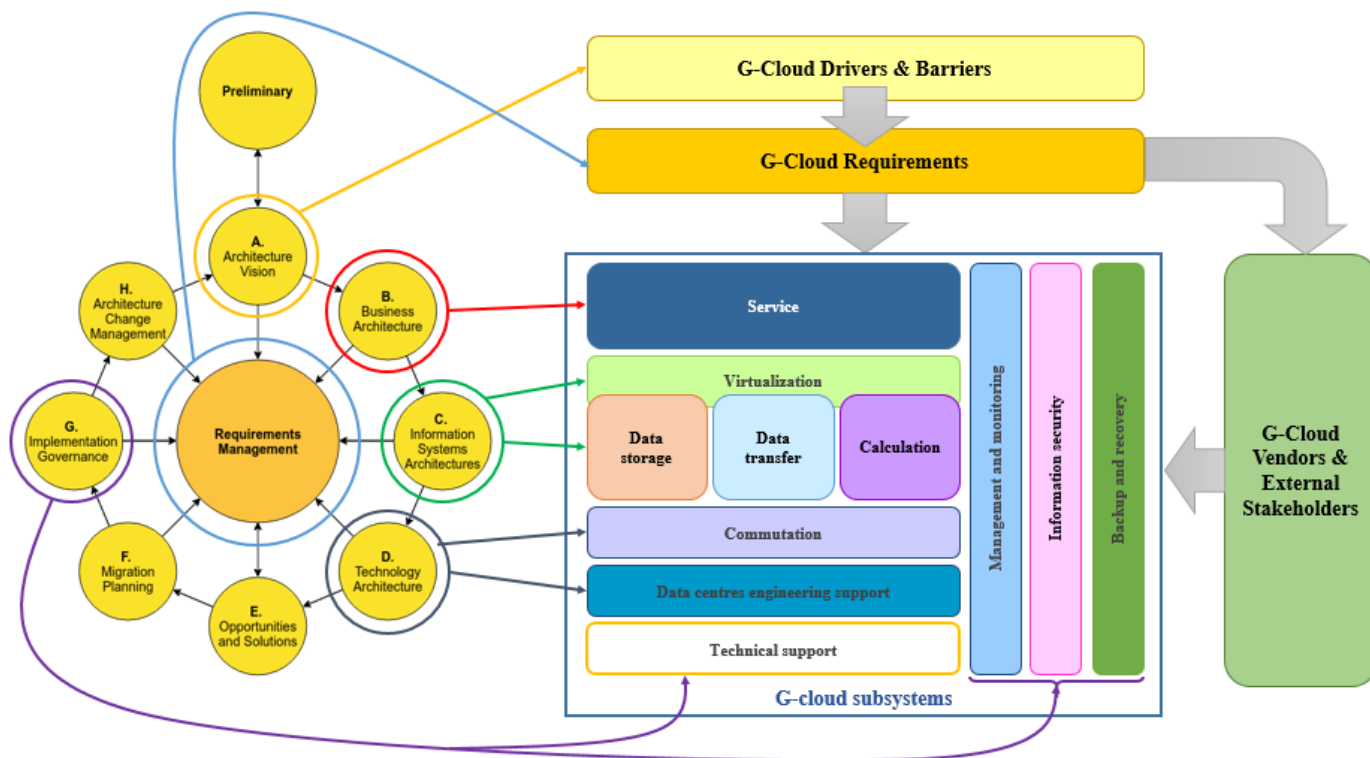 Preliminary
A.
Architecture
Vision
B.
Business
Architecture
C.
Information
Systems
Architectures
D.
Technology
Architecture
E.
Opportunities
and Solutions
F.
Migration
Planning
G.
Implementation
Governance
H.
Architecture
Change
Management
Requirements
Management
G-Cloud Drivers & Barriers
G-Cloud Requirements
Service
Virtualization
Data
storage
Data
transfer
Calculation
Commutation
Data centres engineering support
Technical support
Management and monitoring
Information security
Backup and recovery
G-cloud subsystems
G-Cloud
Vendors &
External
Stakeholders